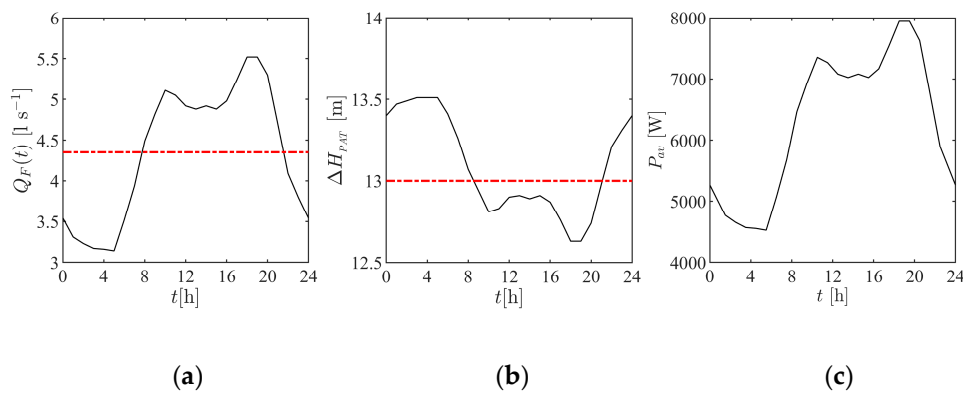 6
5.5
5
4.5
4
3.5
3
0 4 8 12 16 20 24
t[h]
Q_F(t) [l s⁻¹]
(a)
14
13.5
13
12.5
0 4 8 12 16 20 24
t[h]
ΔH_PAT [m]
(b)
8000
7000
6000
5000
4000
0 4 8 12 16 20 24
t [h]
P_av [W]
(c)